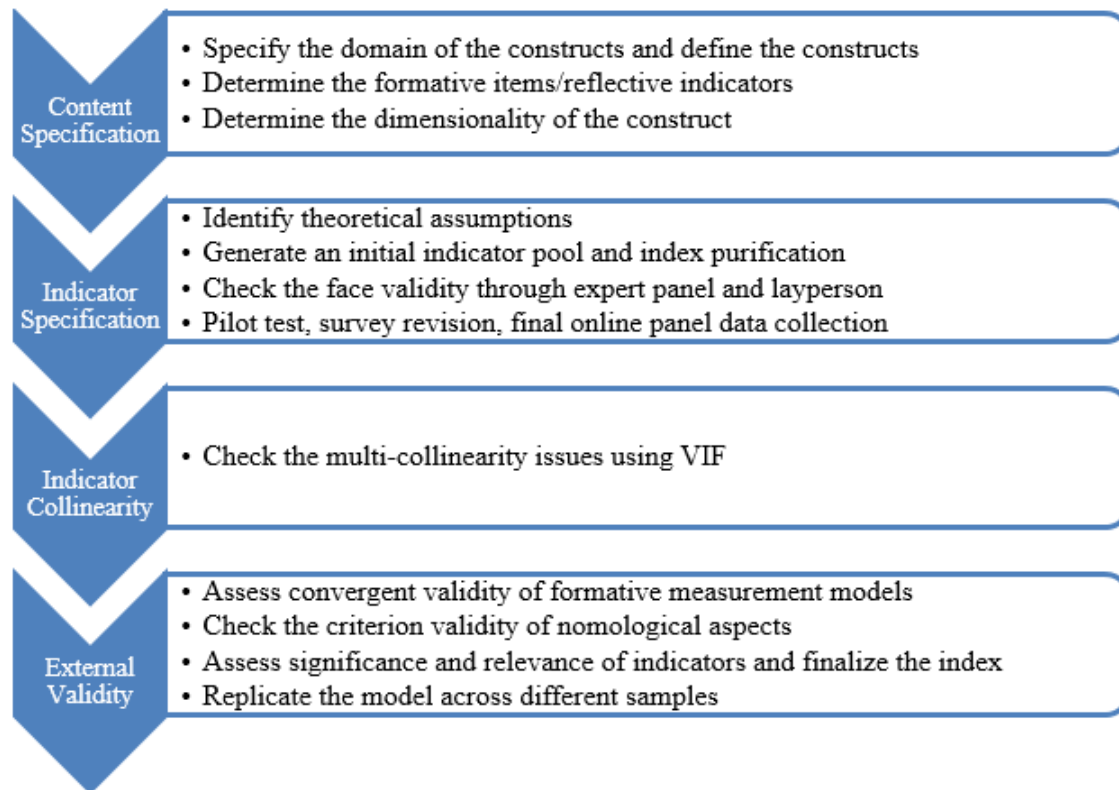 Content
Specification
• Specify the domain of the constructs and define the constructs
• Determine the formative items/reflective indicators
• Determine the dimensionality of the construct
Indicator
Specification
• Identify theoretical assumptions
• Generate an initial indicator pool and index purification
• Check the face validity through expert panel and layperson
• Pilot test, survey revision, final online panel data collection
Indicator
Collinearity
• Check the multi-collinearity issues using VIF
External
Validity
• Assess convergent validity of formative measurement models
• Check the criterion validity of nomological aspects
• Assess significance and relevance of indicators and finalize the index
• Replicate the model across different samples